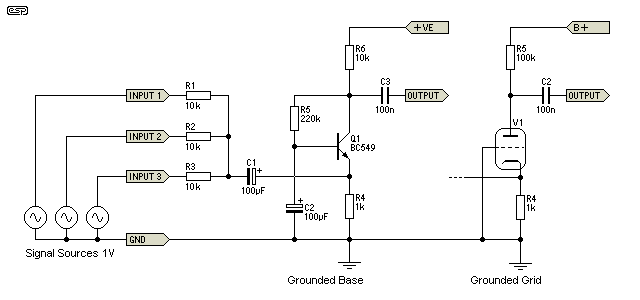 esp
+VE
B+
R6
10k
R5
100k
C3
100n
OUTPUT
C2
100n
OUTPUT
INPUT 1
R1
10k
R5
220k
V1
INPUT 2
R2
10k
Q1
BC549
INPUT 3
R3
10k
C1
+
100µF
+
C2
100µF
R4
1k
R4
1k
GND
Signal Sources 1V
Grounded Base
Grounded Grid